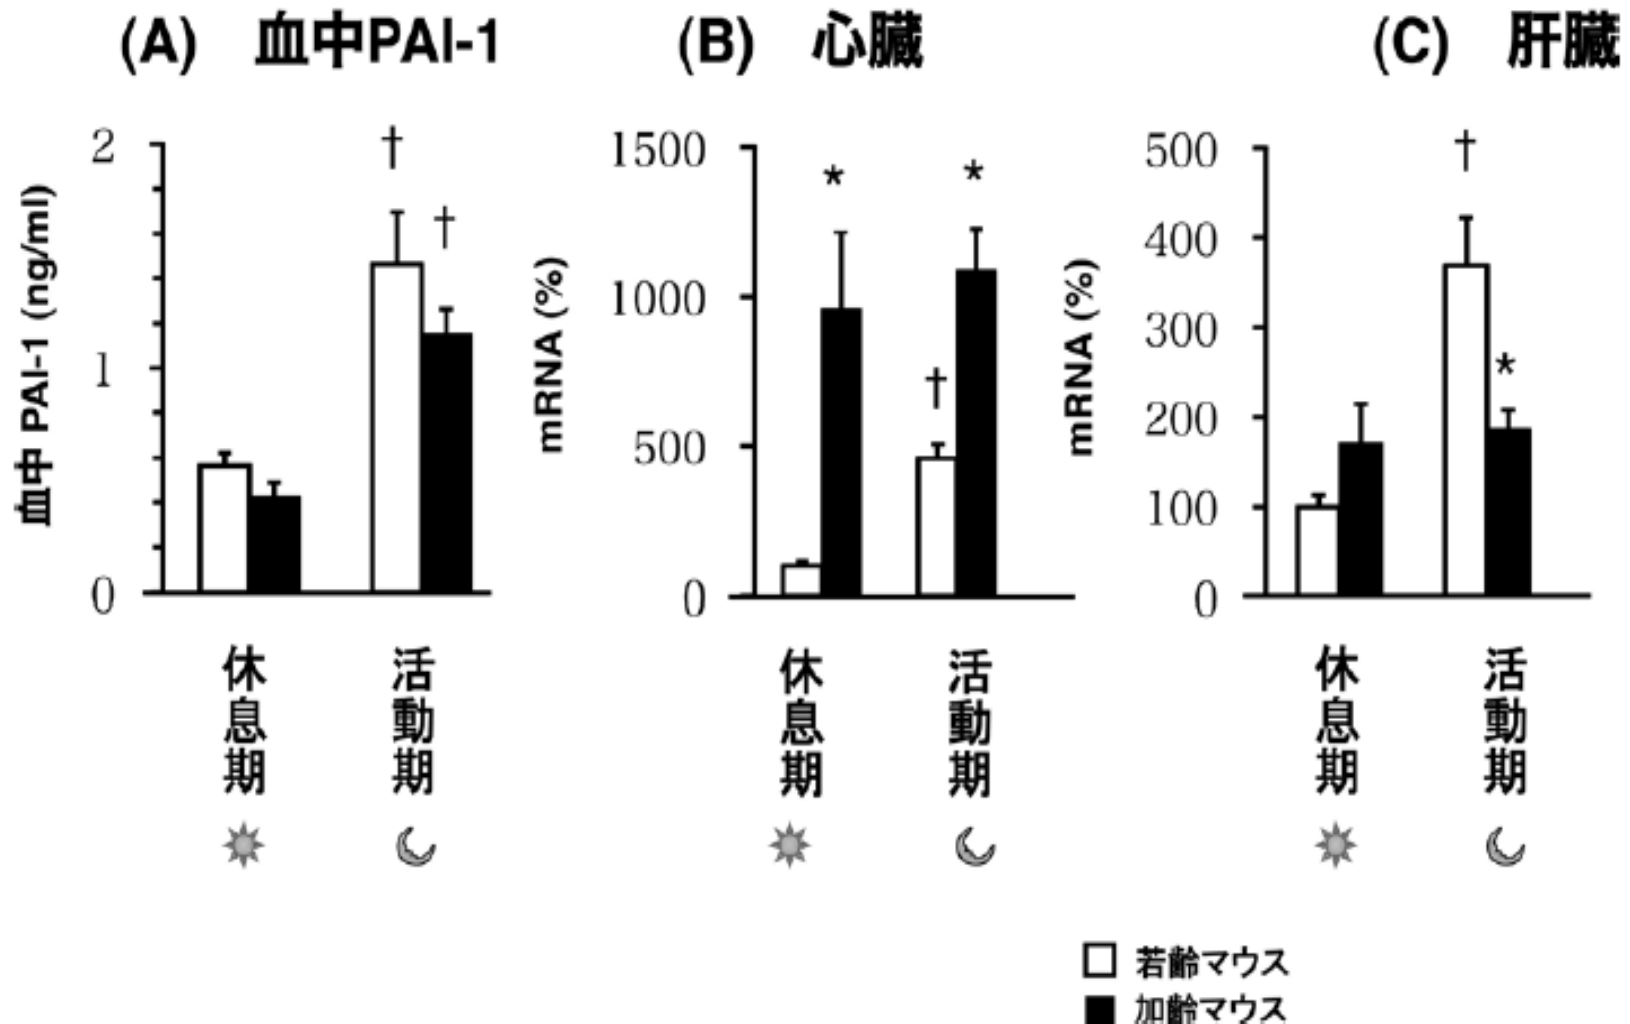 (A) 血中PAI-1
(B) 心臓
(C) 肝臓
血中 PAI-1 (ng/ml)
2
1
0
†
†
休息期
活動期
mRNA (%)
1500
1000
500
0
*
†
*
休息期
活動期
mRNA (%)
500
400
300
200
100
0
†
*
休息期
活動期
若齢マウス
加齢マウス